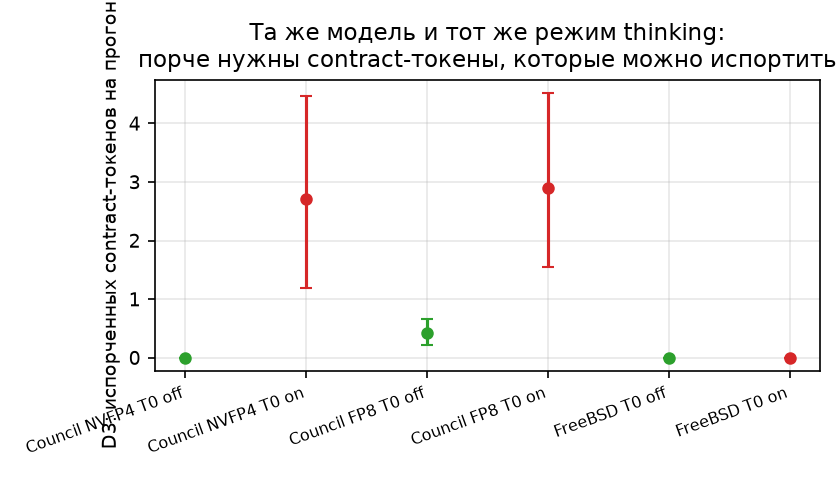 Та же модель и тот же режим thinking:
порче нужны contract-токены, которые можно испортить
D3: испорченных contract-токенов на прогон
4
3
2
1
0
Council NVFP4 T0 off
Council NVFP4 T0 on
Council FP8 T0 off
Council FP8 T0 on
FreeBSD T0 off
FreeBSD T0 on